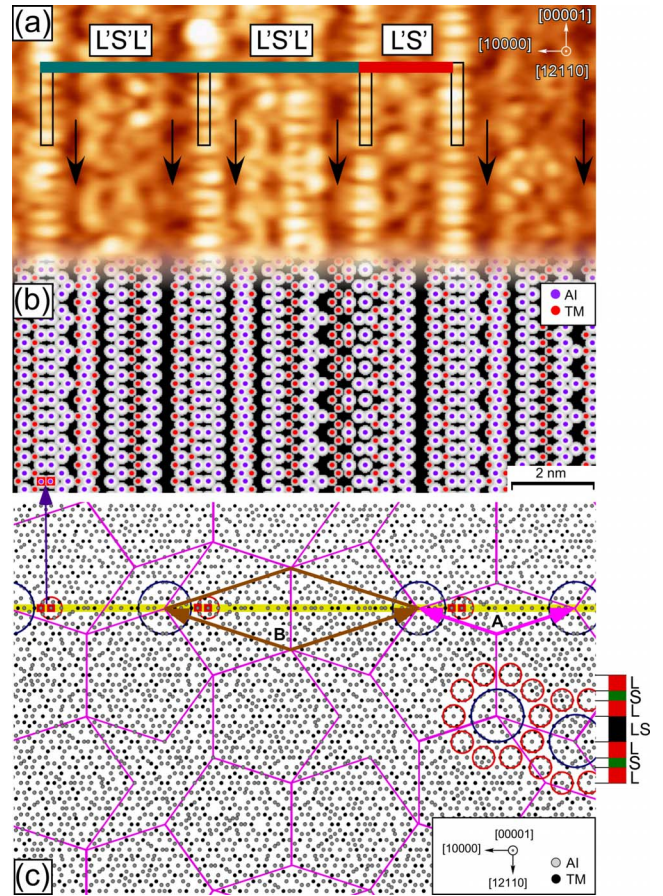 (a)
L'S'L'
L'S'L'
L'S'
[00001]
[10000]
[12110]
(b)
Al
TM
2 nm
B
A
L
S
L
LS
L
S
L
[00001]
[10000]
[12110]
Al
TM
(c)